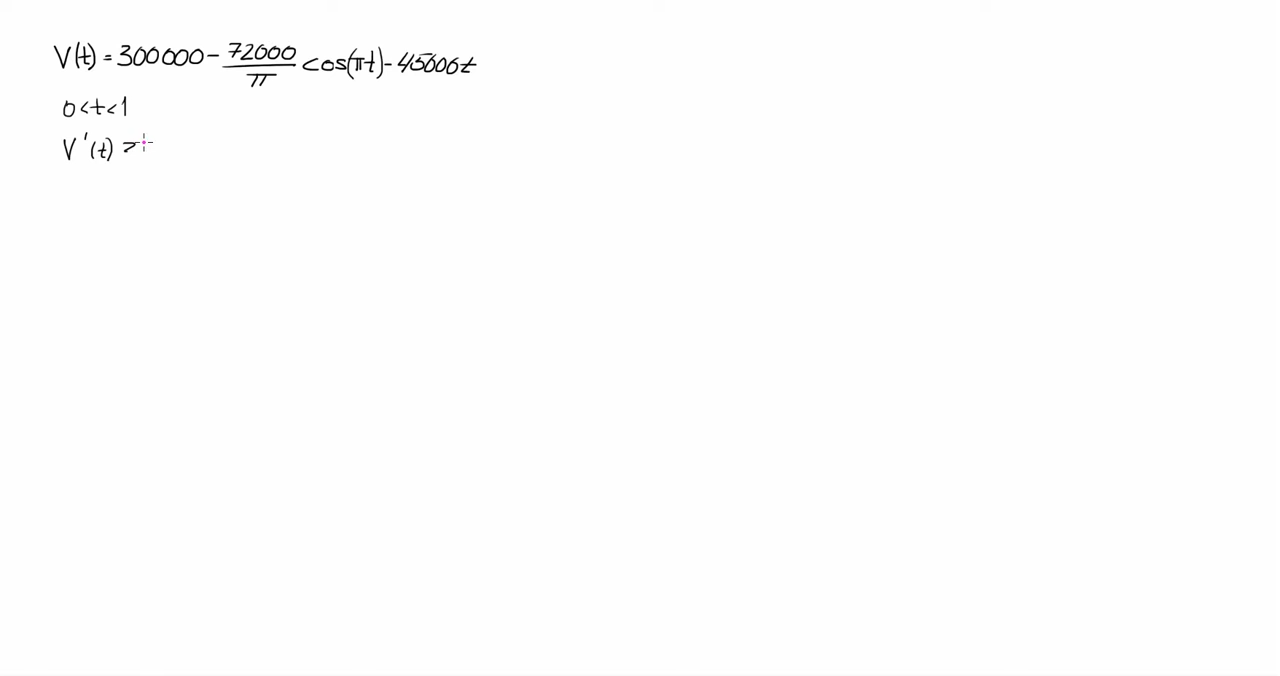 V(t) = 300000 - 72000/π cos(πt) - 45000t
0 < t < 1
V'(t) =